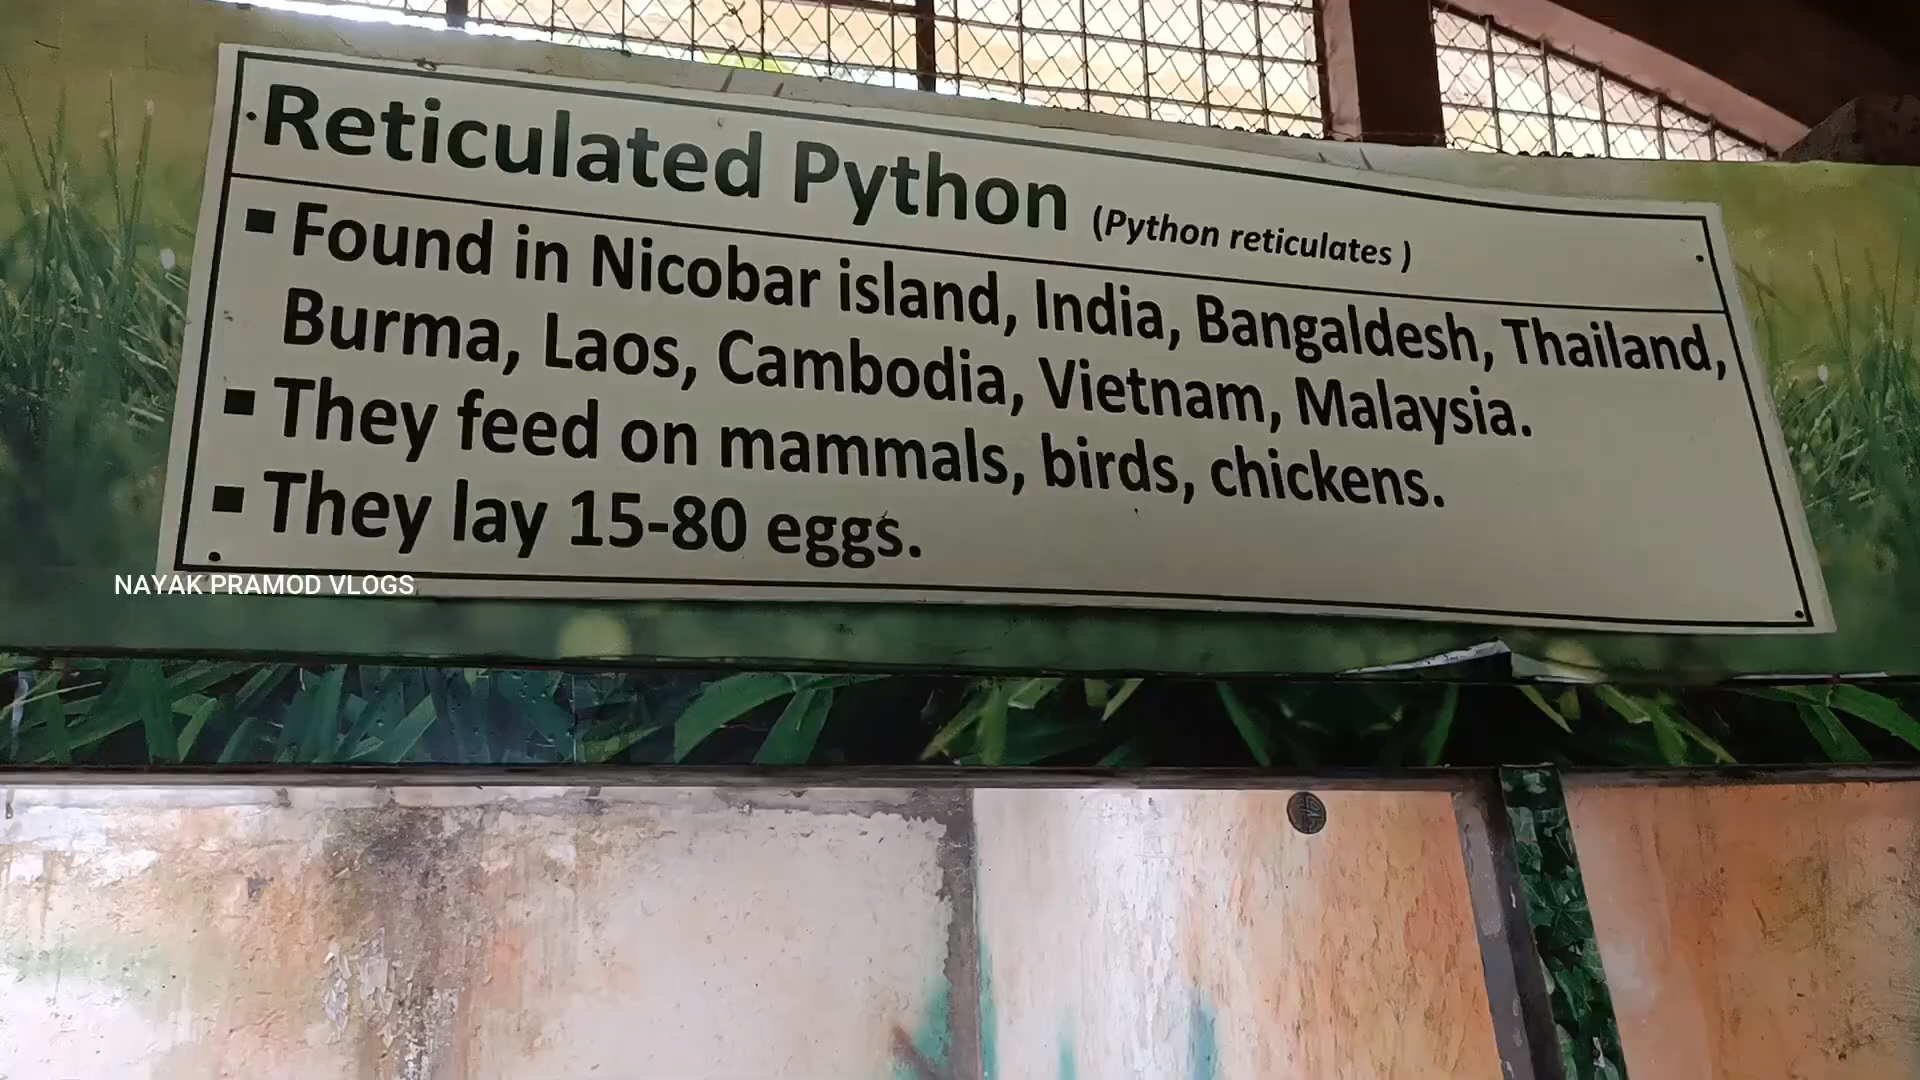 Reticulated Python (Python reticulates )
▪ Found in Nicobar island, India, Bangaldesh, Thailand,
Burma, Laos, Cambodia, Vietnam, Malaysia.
▪ They feed on mammals, birds, chickens.
▪ They lay 15-80 eggs.
NAYAK PRAMOD VLOGS